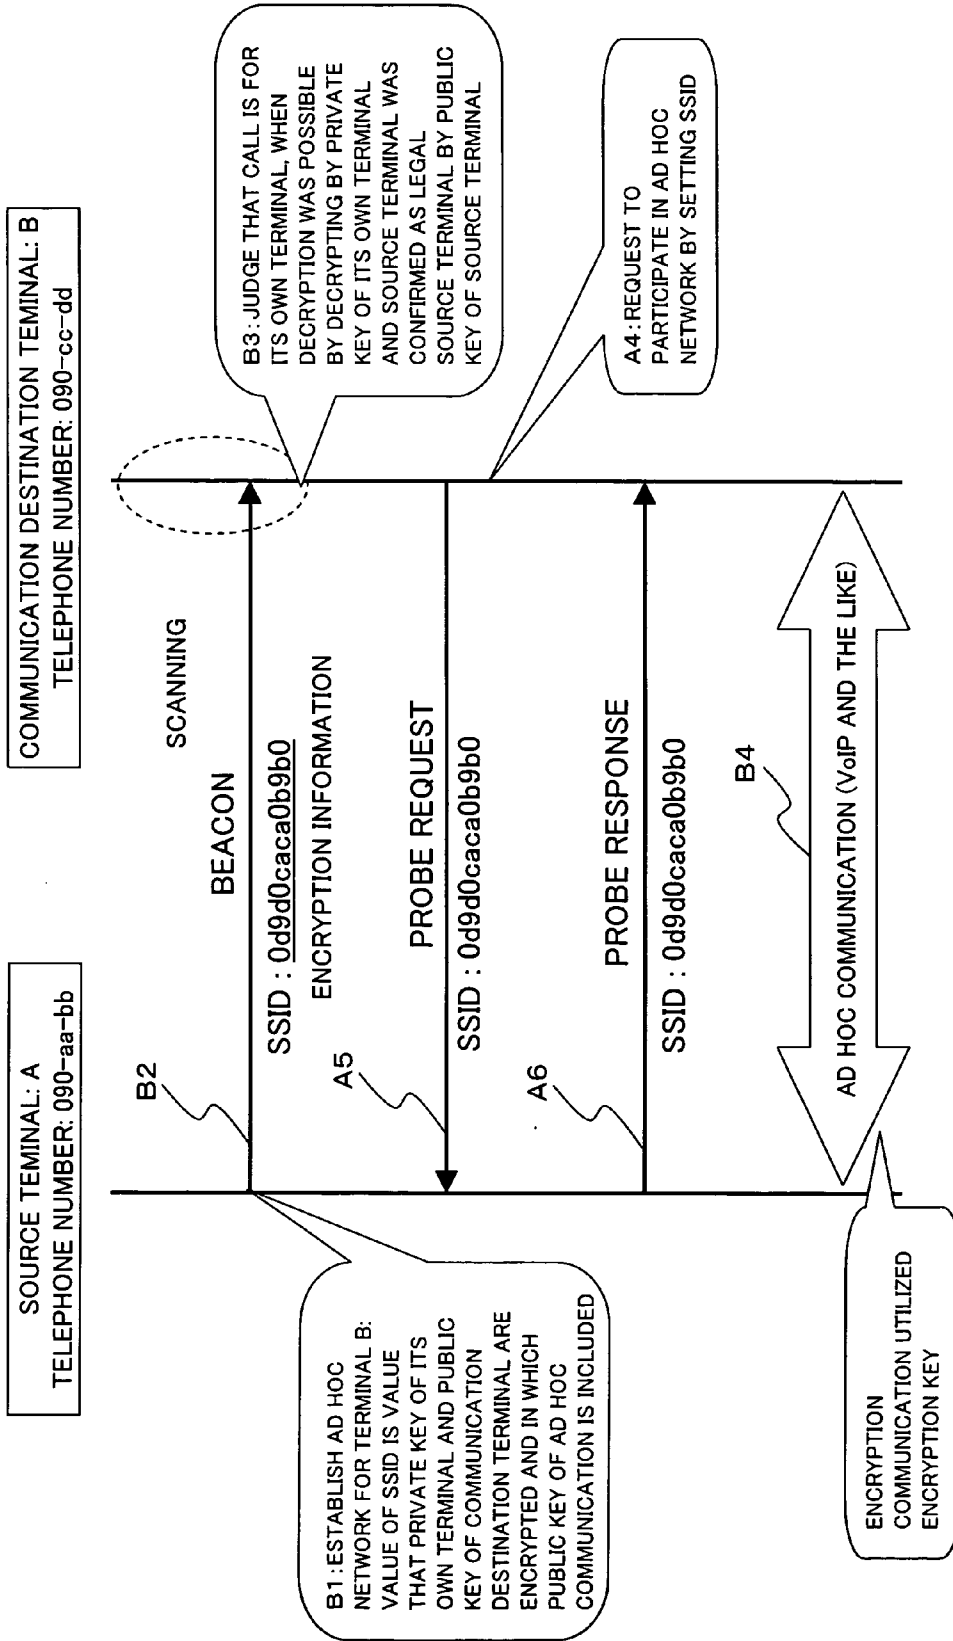 SOURCE TEMINAL: A
TELEPHONE NUMBER: 090-aa-bb
COMMUNICATION DESTINATION TEMINAL: B
TELEPHONE NUMBER: 090-cc-dd
B1:ESTABLISH AD HOC
NETWORK FOR TERMINAL B:
VALUE OF SSID IS VALUE
THAT PRIVATE KEY OF ITS
OWN TERMINAL AND PUBLIC
KEY OF COMMUNICATION
DESTINATION TERMINAL ARE
ENCRYPTED AND IN WHICH
PUBLIC KEY OF AD HOC
COMMUNICATION IS INCLUDED
B2
SCANNING
BEACON
SSID : 0d9d0caca0b9b0
ENCRYPTION INFORMATION
B3:JUDGE THAT CALL IS FOR
ITS OWN TERMINAL, WHEN
DECRYPTION WAS POSSIBLE
BY DECRYPTING BY PRIVATE
KEY OF ITS OWN TERMINAL
AND SOURCE TERMINAL WAS
CONFIRMED AS LEGAL
SOURCE TERMINAL BY PUBLIC
KEY OF SOURCE TERMINAL
A5
PROBE REQUEST
SSID : 0d9d0caca0b9b0
A4:REQUEST TO
PARTICIPATE IN AD HOC
NETWORK BY SETTING SSID
A6
PROBE RESPONSE
SSID : 0d9d0caca0b9b0
B4
AD HOC COMMUNICATION (VoIP AND THE LIKE)
ENCRYPTION
COMMUNICATION UTILIZED
ENCRYPTION KEY